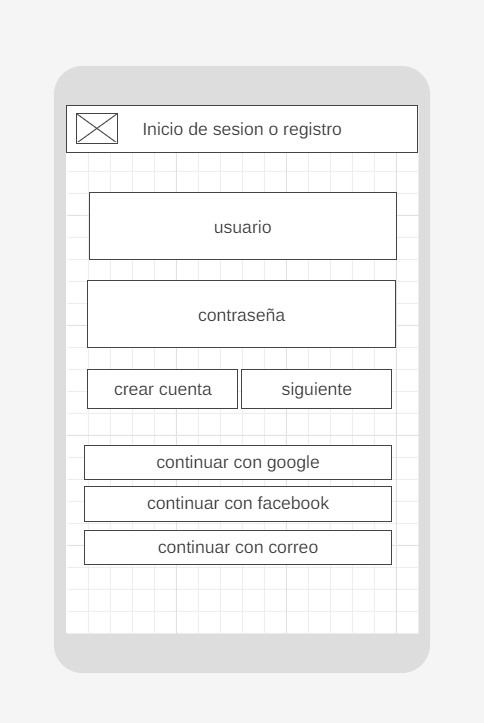 Inicio de sesion o registro
usuario
contraseña
crear cuenta
siguiente
continuar con google
continuar con facebook
continuar con correo